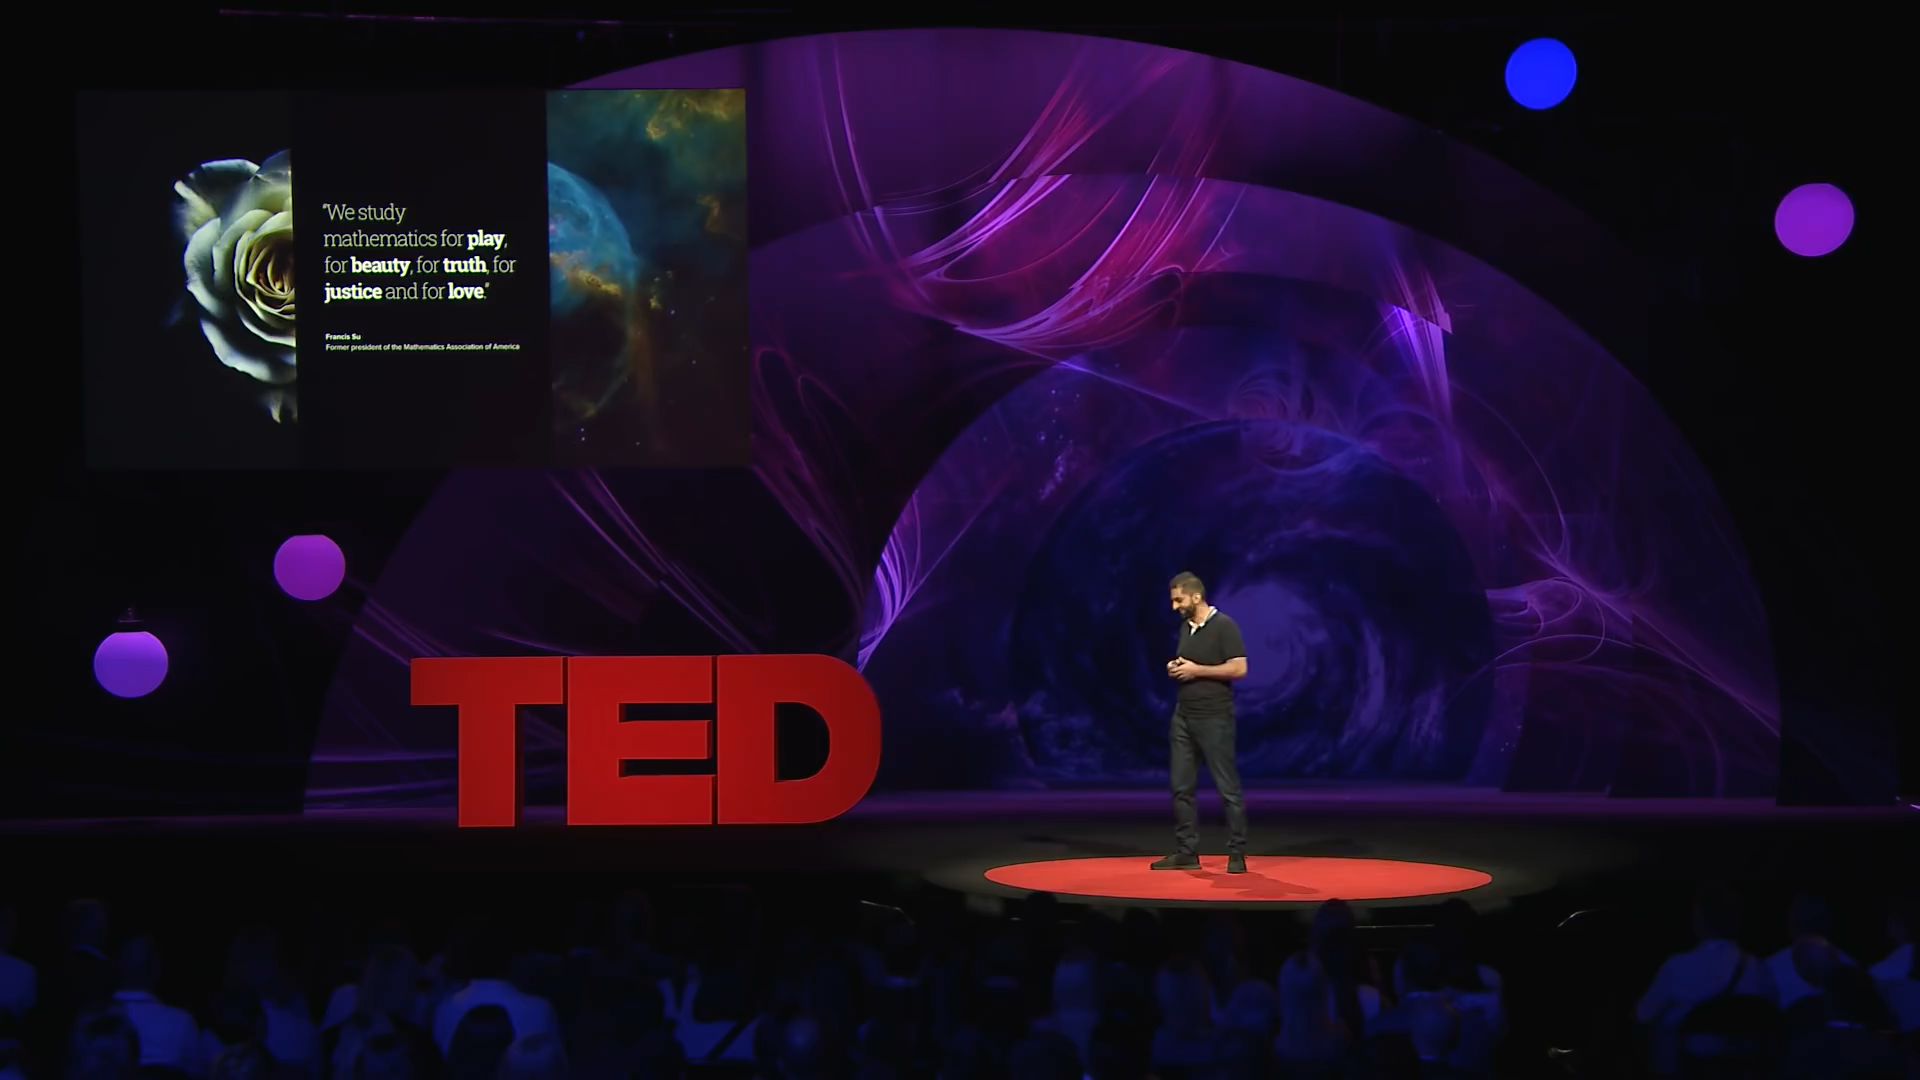 "We study
mathematics for play,
for beauty, for truth, for
justice and for love."
Francis Su
Former president of the Mathematics Association of America
TED